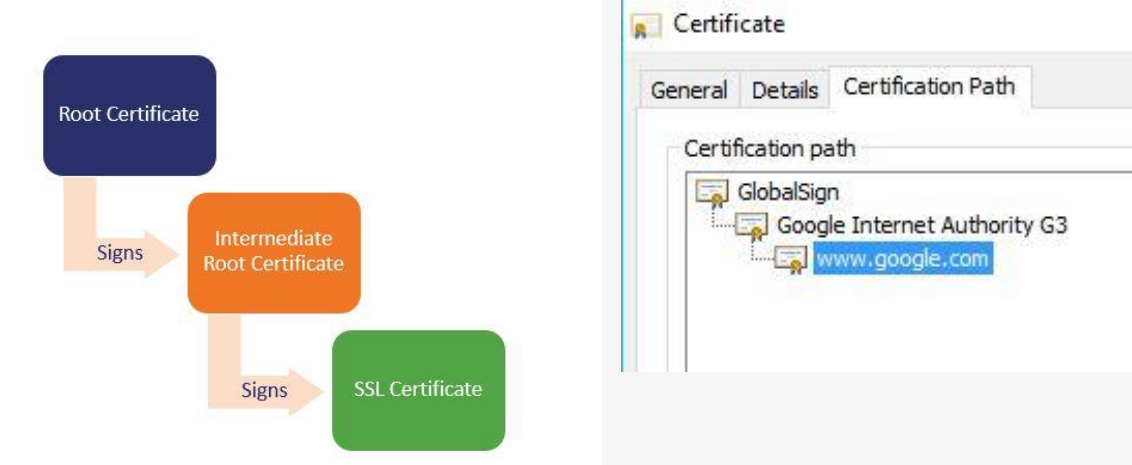 Root Certificate
Signs
Intermediate
Root Certificate
Signs
SSL Certificate
Certificate
General Details Certification Path
Certification path
GlobalSign
Google Internet Authority G3
www.google.com